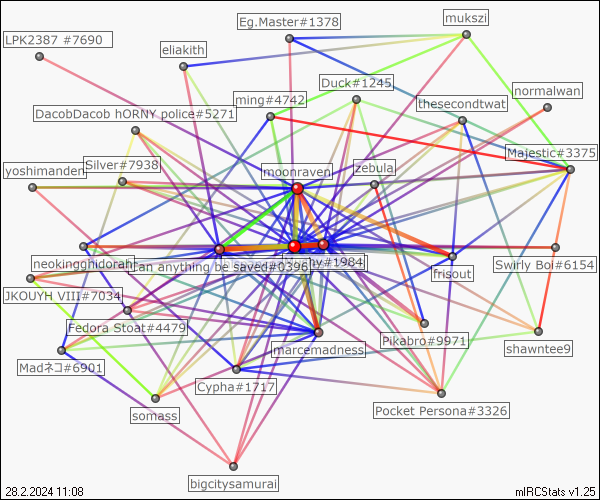 mukszi
Eg.Master#1378
LPK2387 #7690
eliakith
Duck#1245
normalwan
ming#4742
thesecondtwat
DacobDacob hORNY police#5271
Majestic#3375
Silver#7938
zebula
yoshimanden
moonraven
neokingghidorah
can anything be saved#0396
#1984
Swirly Boi#6154
frisout
JKOUYH VIII#7034
Fedora Stoat#4479
Pikabro#9971
marcemadness
shawntee9
Madネコ#6901
Cypha#1717
somass
Pocket Persona#3326
bigcitysamurai
28.2.2024 11:08
mIRCStats v1.25